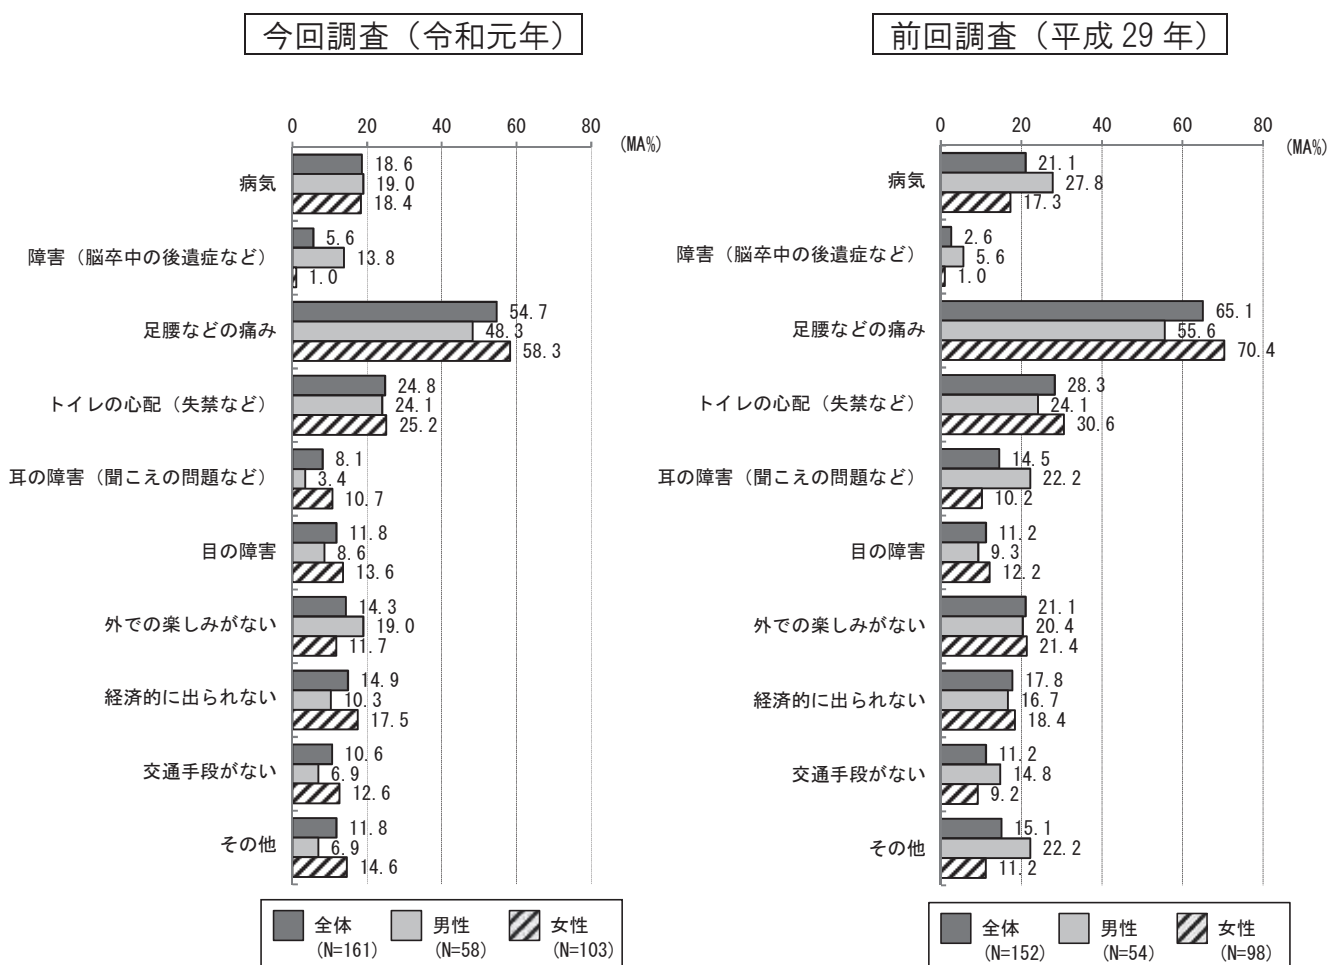 今回調査（令和元年）
0 20 40 60 80
(MA%)
病気
18.6
19.0
18.4
障害（脳卒中の後遺症など）
5.6
13.8
1.0
足腰などの痛み
54.7
48.3
58.3
トイレの心配（失禁など）
24.8
24.1
25.2
耳の障害（聞こえの問題など）
8.1
3.4
10.7
目の障害
11.8
8.6
13.6
外での楽しみがない
14.3
19.0
11.7
経済的に出られない
14.9
10.3
17.5
交通手段がない
10.6
6.9
12.6
その他
11.8
6.9
14.6
全体 男性 女性
(N=161) (N=58) (N=103)
前回調査（平成 29 年）
0 20 40 60 80
(MA%)
病気
21.1
27.8
17.3
障害（脳卒中の後遺症など）
2.6
5.6
1.0
足腰などの痛み
65.1
55.6
70.4
トイレの心配（失禁など）
28.3
24.1
30.6
耳の障害（聞こえの問題など）
14.5
22.2
10.2
目の障害
11.2
9.3
12.2
外での楽しみがない
21.1
20.4
21.4
経済的に出られない
17.8
16.7
18.4
交通手段がない
11.2
14.8
9.2
その他
15.1
22.2
11.2
全体 男性 女性
(N=152) (N=54) (N=98)